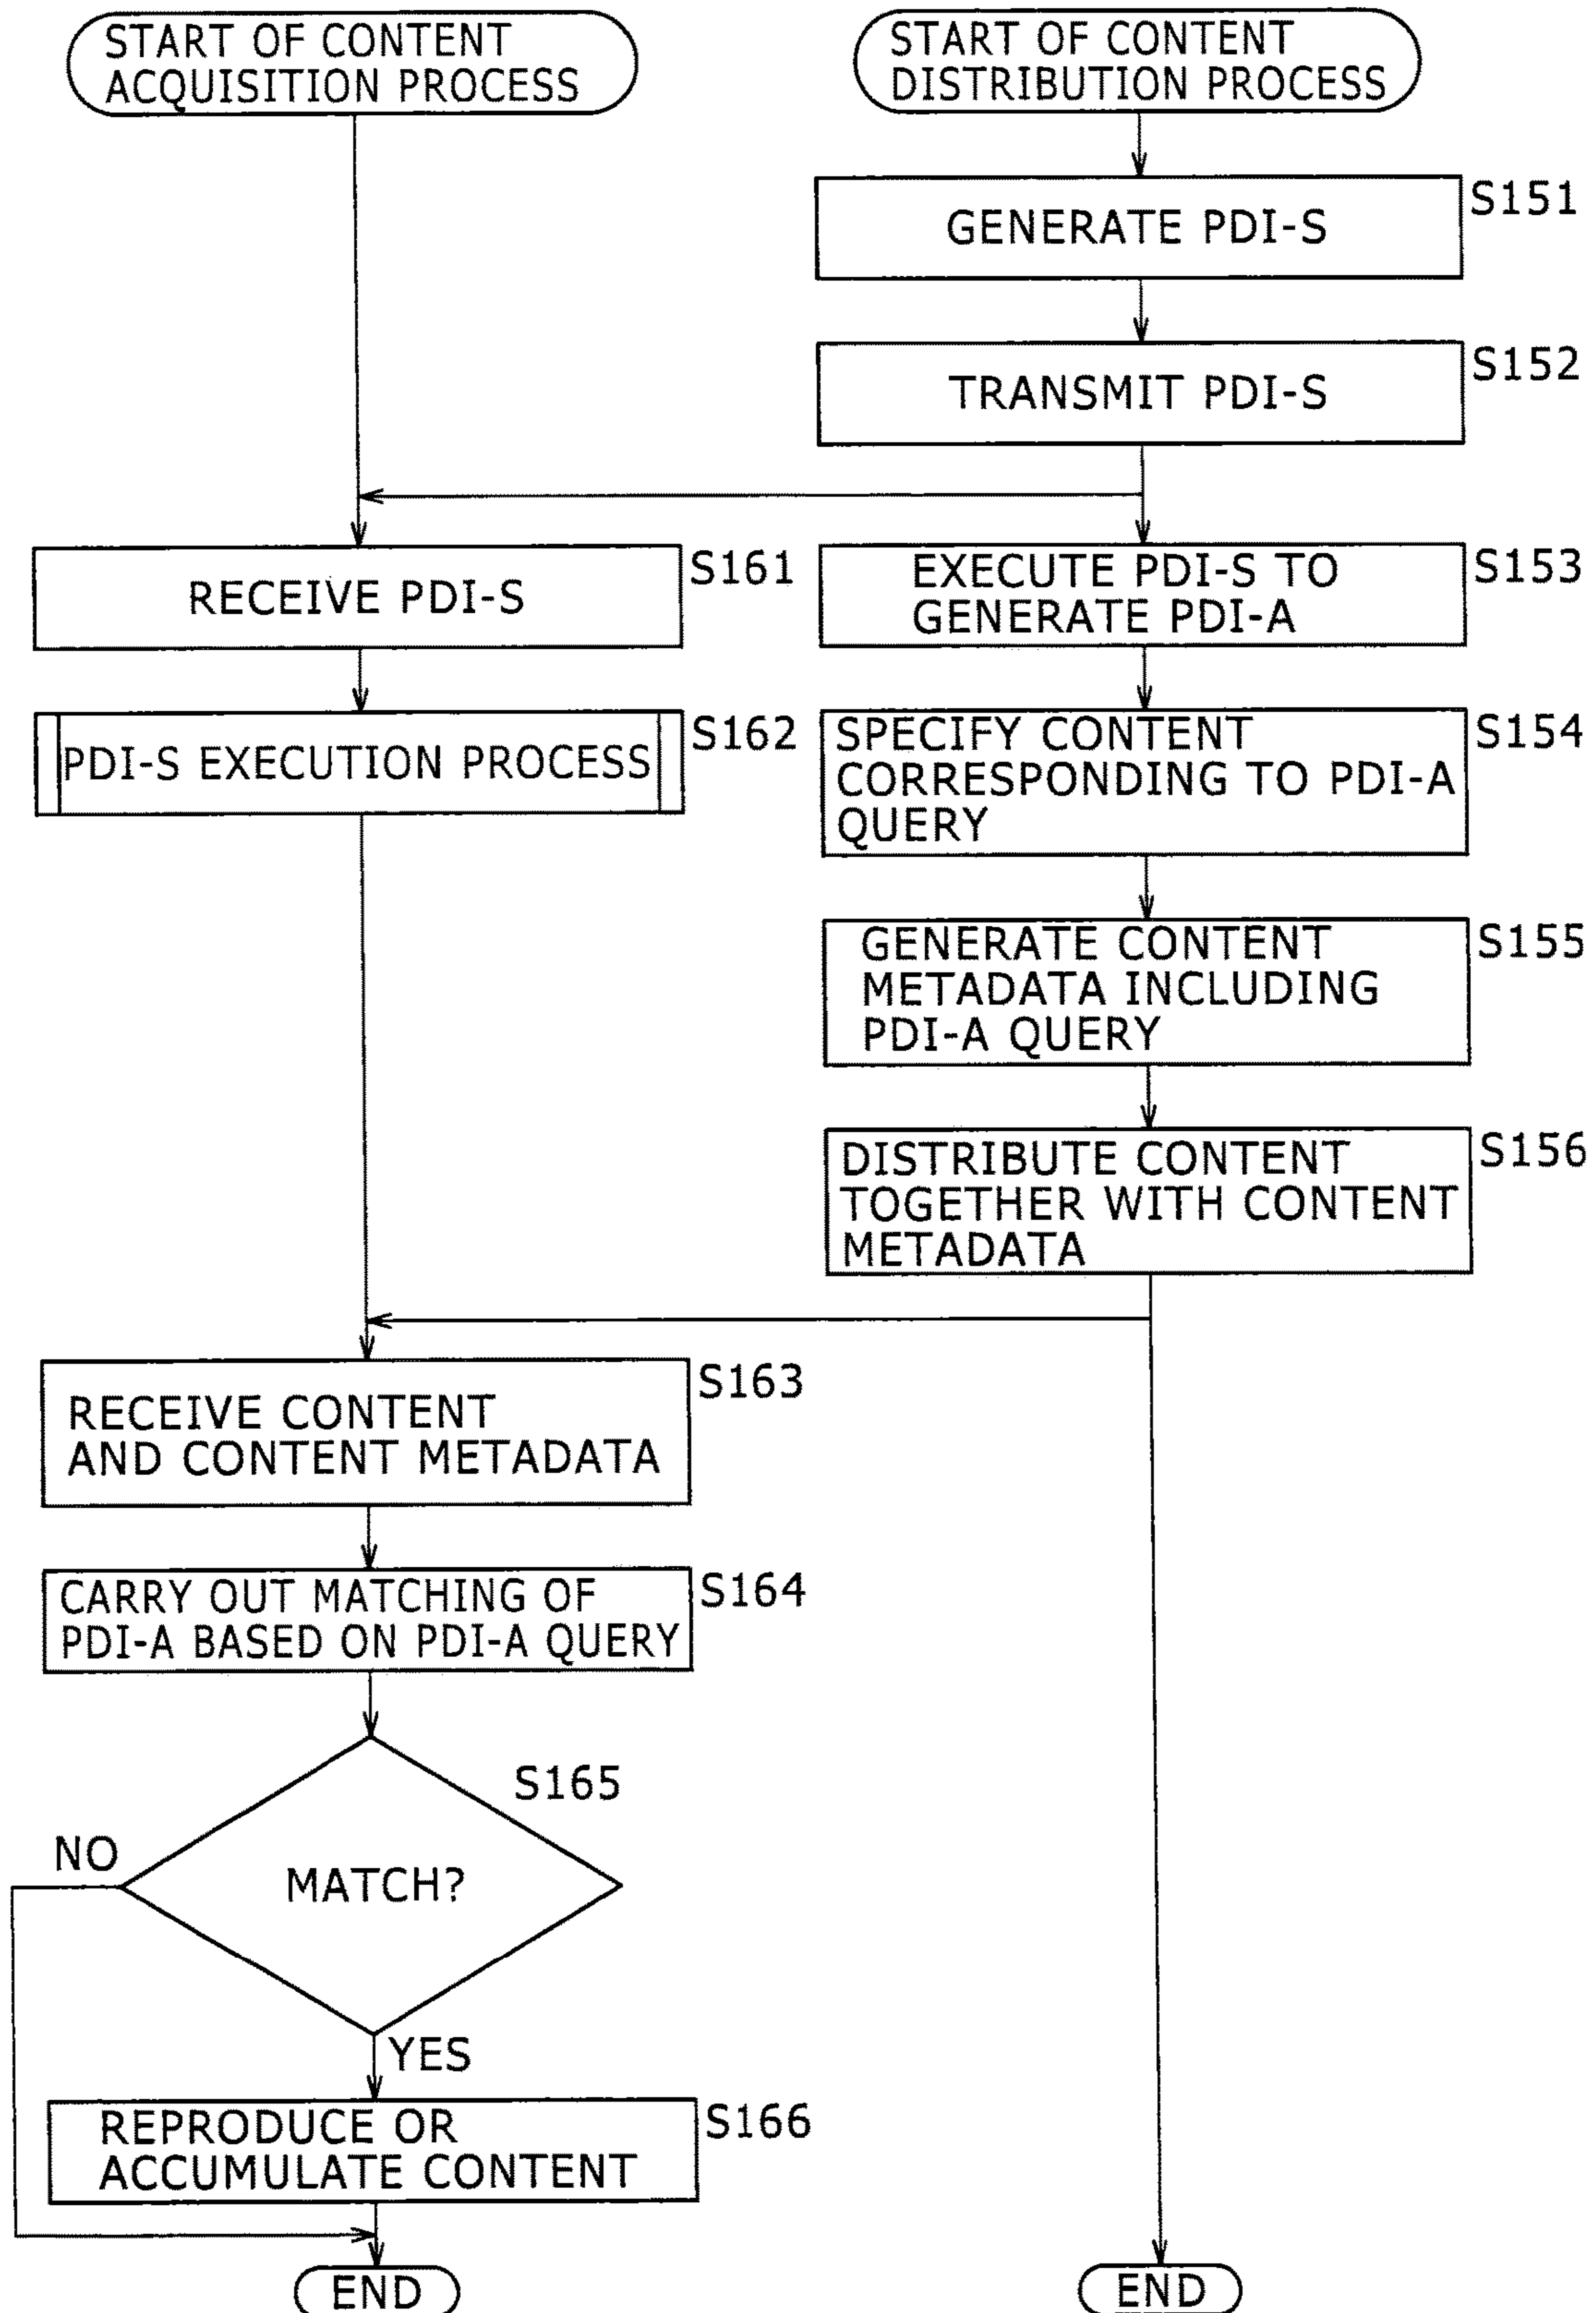 START OF CONTENT
ACQUISITION PROCESS
START OF CONTENT
DISTRIBUTION PROCESS
GENERATE PDI-S
S151
TRANSMIT PDI-S
S152
RECEIVE PDI-S
S161
EXECUTE PDI-S TO
GENERATE PDI-A
S153
PDI-S EXECUTION PROCESS
S162
SPECIFY CONTENT
CORRESPONDING TO PDI-A
QUERY
S154
GENERATE CONTENT
METADATA INCLUDING
PDI-A QUERY
S155
DISTRIBUTE CONTENT
TOGETHER WITH CONTENT
METADATA
S156
RECEIVE CONTENT
AND CONTENT METADATA
S163
CARRY OUT MATCHING OF
PDI-A BASED ON PDI-A QUERY
S164
S165
NO
MATCH?
YES
REPRODUCE OR
ACCUMULATE CONTENT
S166
END
END